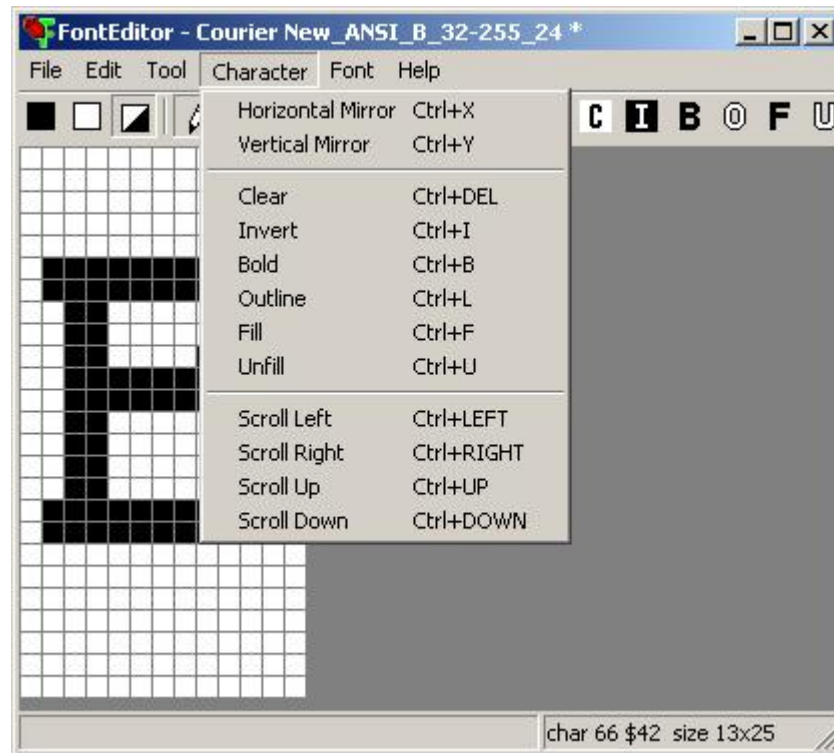 FontEditor - Courier New_ANSI_B_32-255_24 *
File Edit Tool Character Font Help
C I B O F U
Horizontal Mirror Ctrl+X
Vertical Mirror Ctrl+Y
Clear Ctrl+DEL
Invert Ctrl+I
Bold Ctrl+B
Outline Ctrl+L
Fill Ctrl+F
Unfill Ctrl+U
Scroll Left Ctrl+LEFT
Scroll Right Ctrl+RIGHT
Scroll Up Ctrl+UP
Scroll Down Ctrl+DOWN
char 66 $42 size 13x25